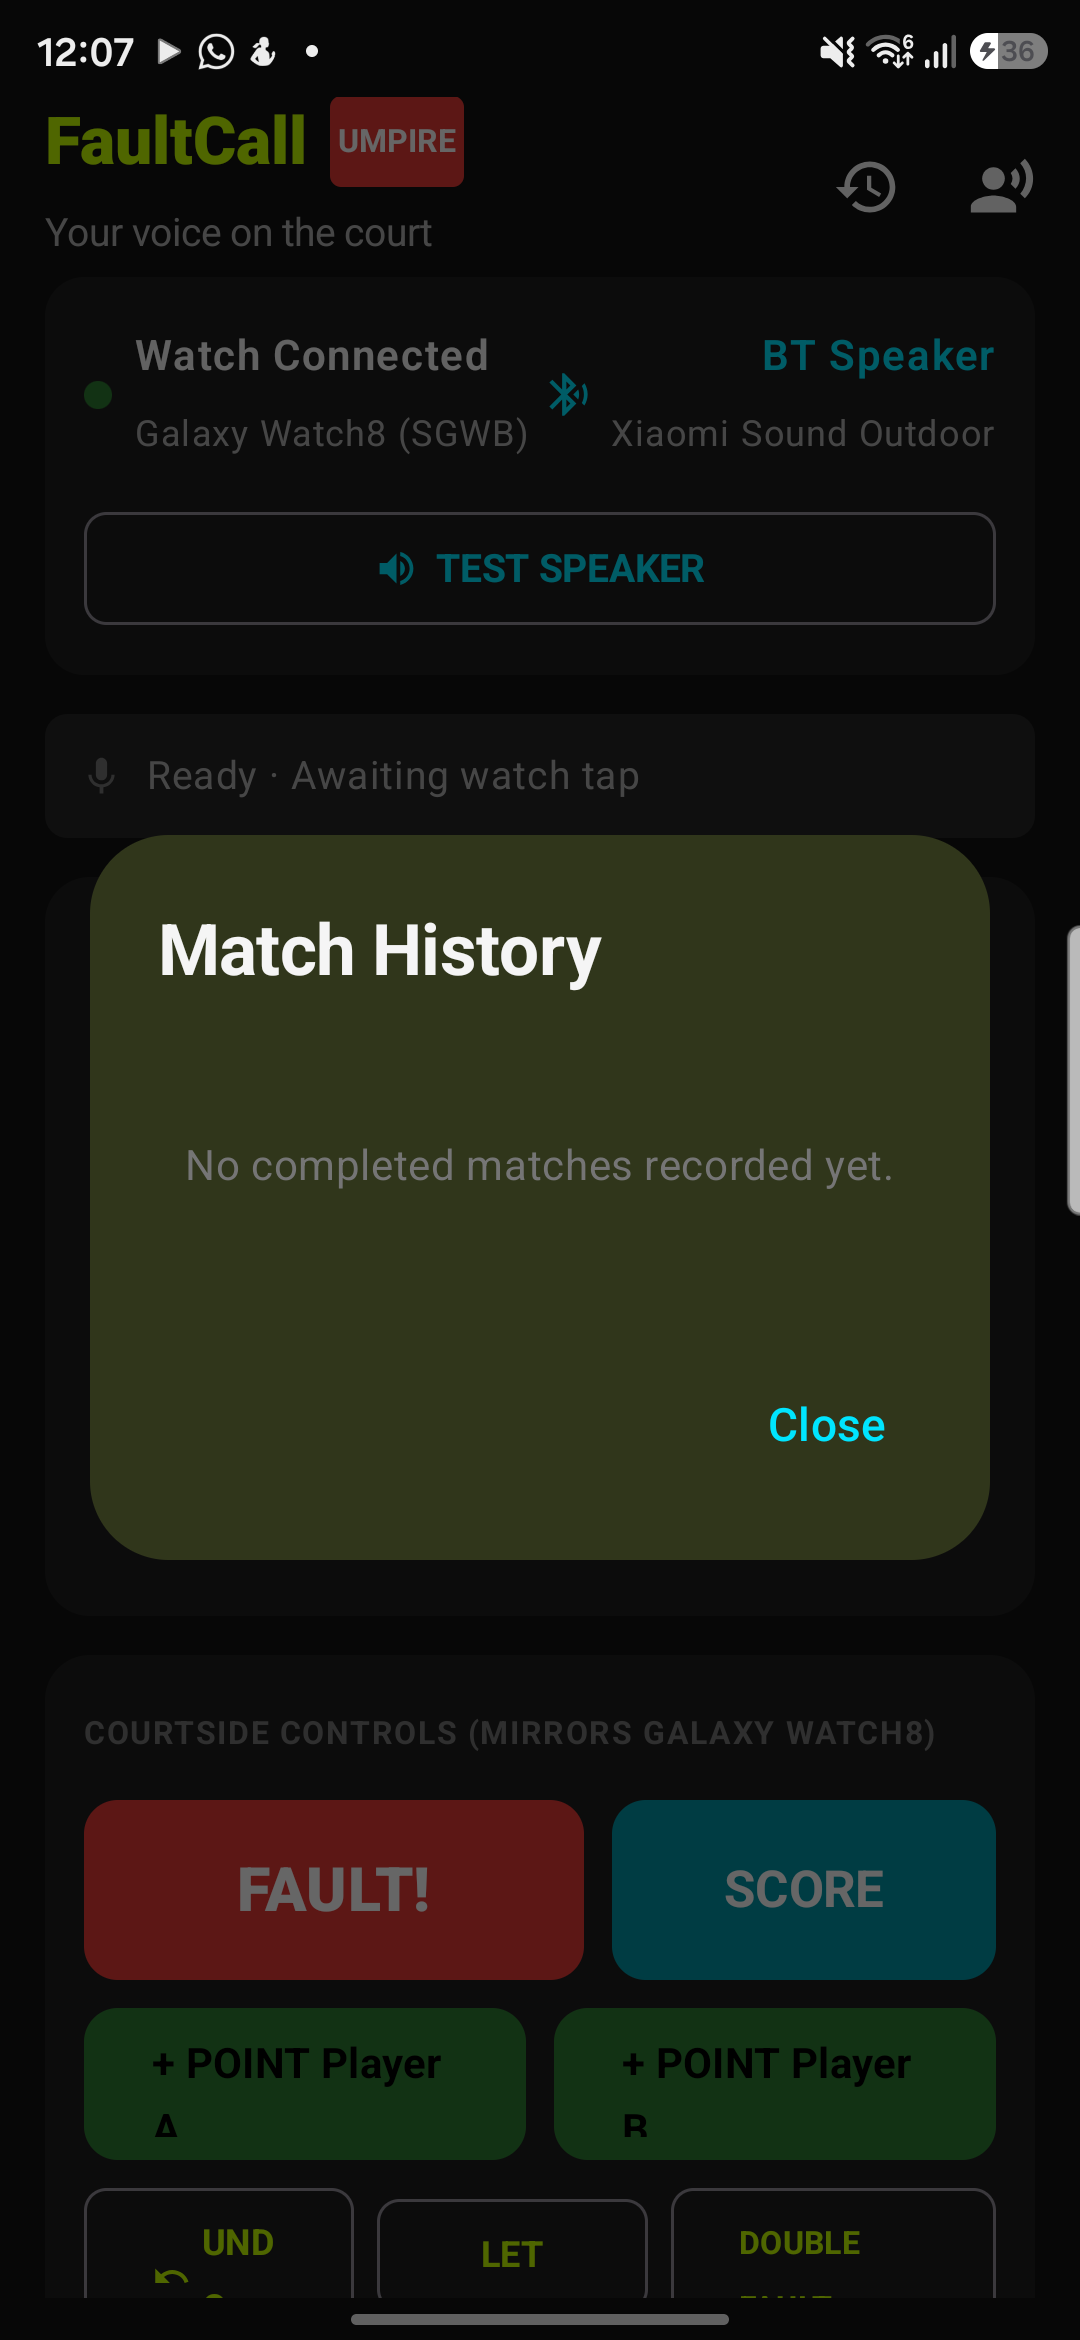 12:07
6
36
FaultCall
UMPIRE
Your voice on the court
Watch Connected
BT Speaker
Galaxy Watch8 (SGWB)
Xiaomi Sound Outdoor
TEST SPEAKER
Ready · Awaiting watch tap
Match History
No completed matches recorded yet.
Close
COURTSIDE CONTROLS (MIRRORS GALAXY WATCH8)
FAULT!
SCORE
+ POINT Player
A
+ POINT Player
B
UND
LET
DOUBLE